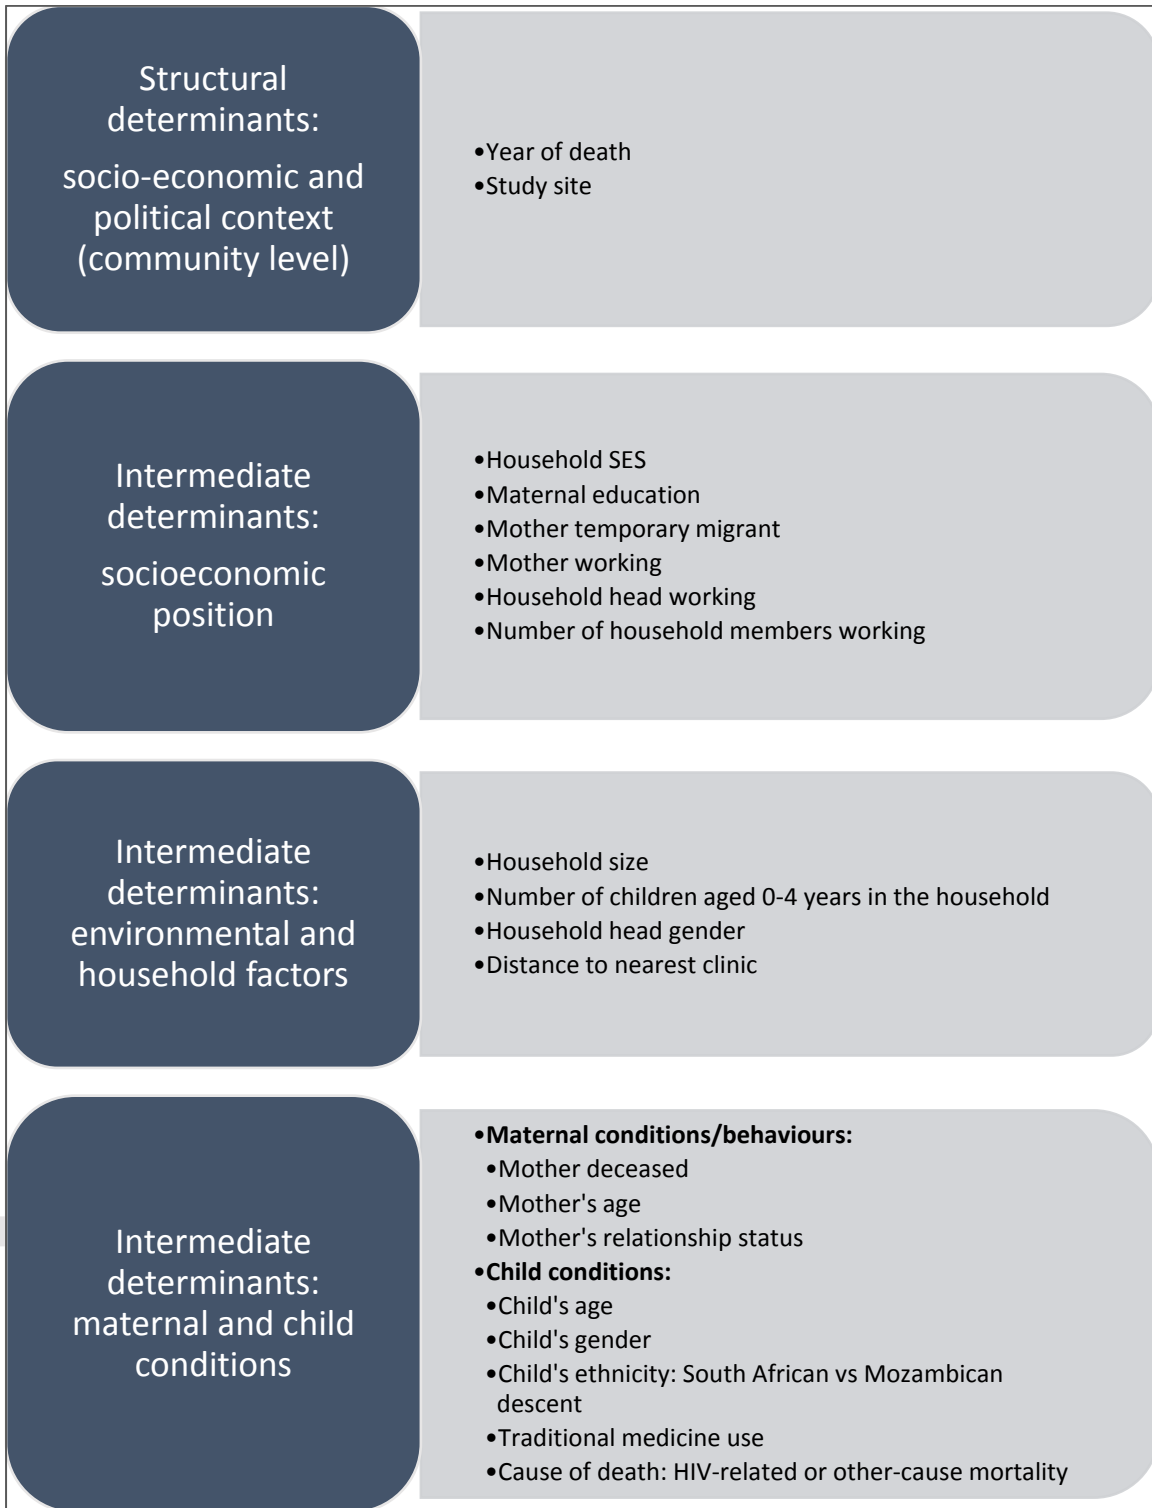 Structural
determinants:
socio-economic and
political context
(community level)
•Year of death
•Study site
Intermediate
determinants:
socioeconomic
position
•Household SES
•Maternal education
•Mother temporary migrant
•Mother working
•Household head working
•Number of household members working
Intermediate
determinants:
environmental and
household factors
•Household size
•Number of children aged 0-4 years in the household
•Household head gender
•Distance to nearest clinic
Intermediate
determinants:
maternal and child
conditions
•Maternal conditions/behaviours:
•Mother deceased
•Mother's age
•Mother's relationship status
•Child conditions:
•Child's age
•Child's gender
•Child's ethnicity: South African vs Mozambican
descent
•Traditional medicine use
•Cause of death: HIV-related or other-cause mortality